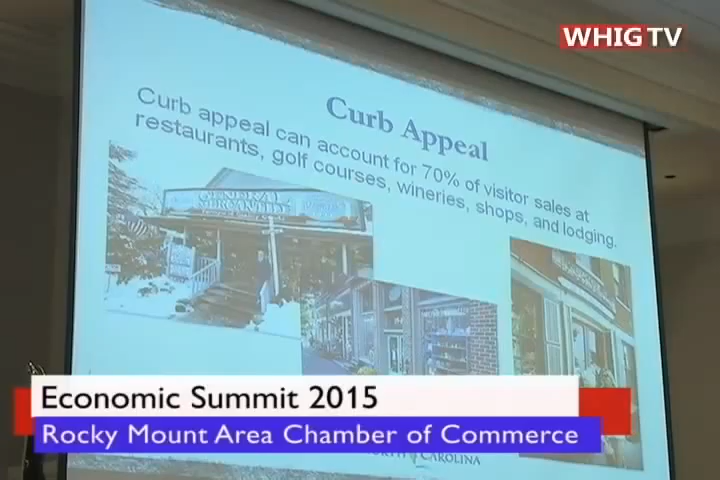 WHIG TV
Curb Appeal
Curb appeal can account for 70% of visitor sales at
restaurants, golf courses, wineries, shops, and lodging.
GENERAL
MERCANTILE
Economic Summit 2015
Rocky Mount Area Chamber of Commerce
CAROLINA